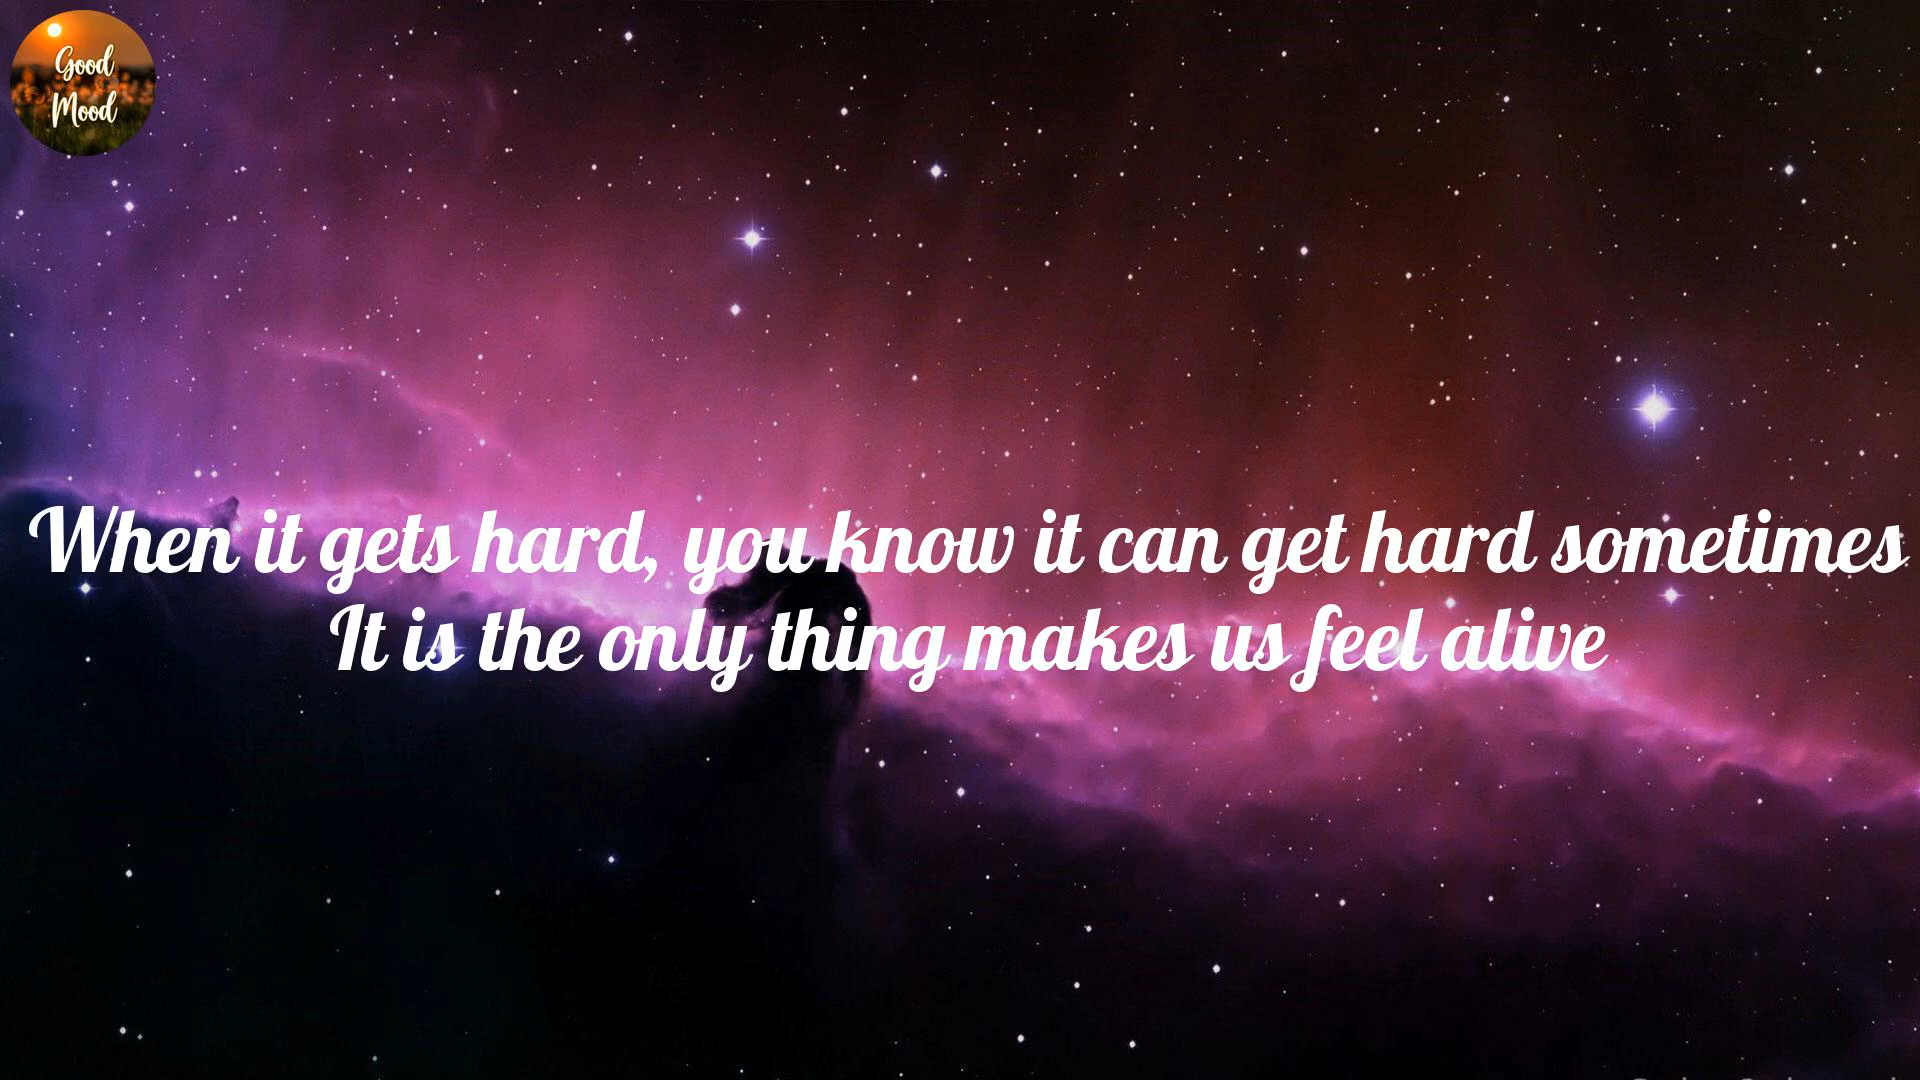 Good
Mood
When it gets hard, you know it can get hard sometimes
It is the only thing makes us feel alive